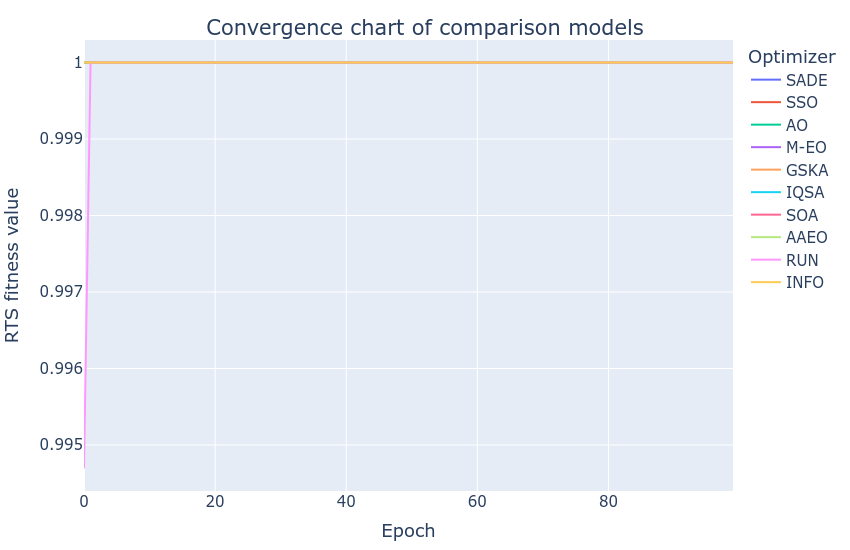 Convergence chart of comparison models
RTS fitness value
1
0.999
0.998
0.997
0.996
0.995
0
20
40
60
80
Epoch
Optimizer
SADE
SSO
AO
M-EO
GSKA
IQSA
SOA
AAEO
RUN
INFO